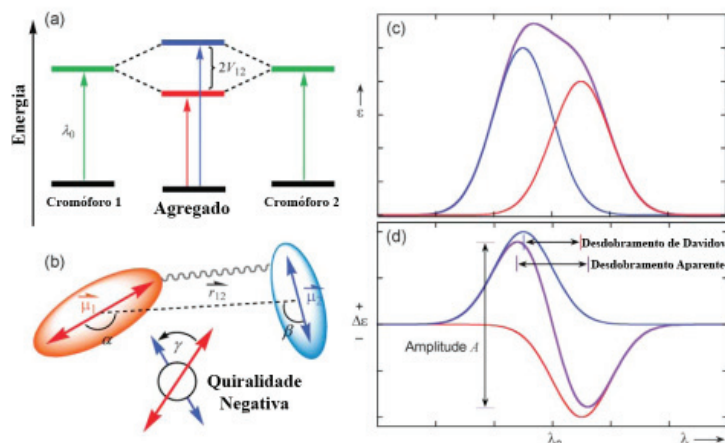 (a)
Energia
λ₀
2V₁₂
Cromóforo 1
Agregado
Cromóforo 2
(b)
μ₁
r₁₂
μ₂
α
β
γ
Quiralidade
Negativa
(c)
ε
(d)
Desdobramento de Davidov
Desdobramento Aparente
+
Δε
−
Amplitude A
λ₀
λ